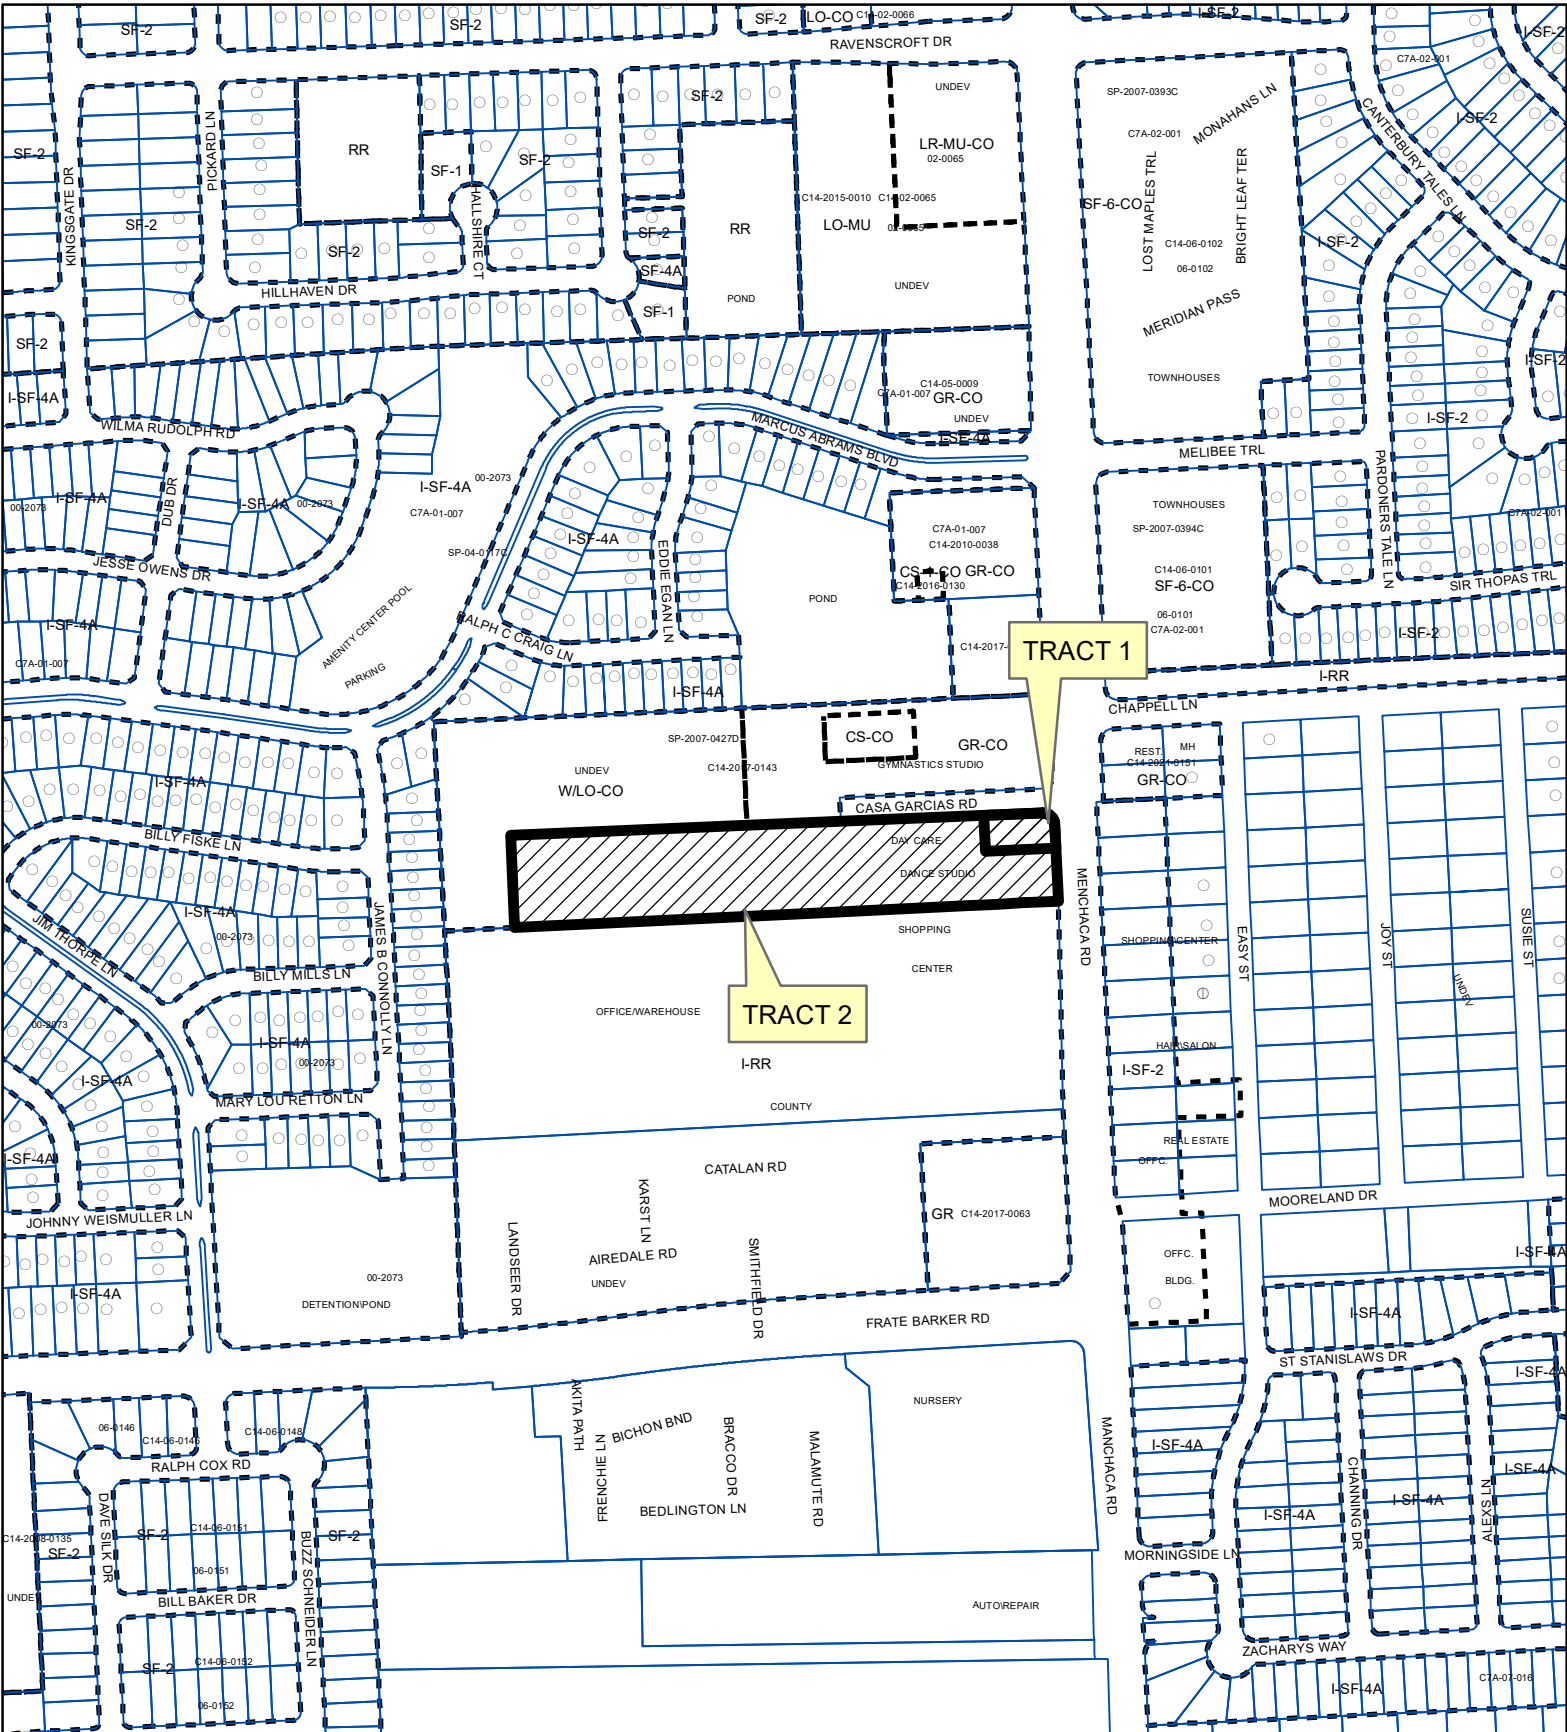 SF-2
SF-2
SF-2
LO-CO
C14-02-0066
I-SF-2
RAVENSCROFT DR
I-SF-2
C7A-02-001
SF-2
PICKARD LN
RR
SF-1
SF-2
SF-2
UNDEV
LR-MU-CO
02-0065
SP-2007-0393C
C7A-02-001
MONAHANS LN
CANTERBURY TALES LN
I-SF-2
KINGSGATE DR
SF-2
HALLSHIRE CT
SF-2
SF-2
RR
C14-2015-0010
C14-02-0065
LO-MU
SF-6-CO
LOST MAPLES TRL
BRIGHT LEAF TER
C14-06-0102
06-0102
I-SF-2
HILLHAVEN DR
SF-4A
SF-1
POND
UNDEV
MERIDIAN PASS
TOWNHOUSES
SF-2
I-SF-4A
I-SF-2
C14-05-0009
C7A-01-007
GR-CO
UNDEV
I-SF-4A
I-SF-2
WILMA RUDOLPH RD
MARCUS ABRAMS BLVD
MELIBEE TRL
I-SF-4A
00-2073
DUB DR
I-SF-4A
00-2073
I-SF-4A
00-2073
C7A-01-007
SP-04-0117C
I-SF-4A
EDDIE EGAN LN
C7A-01-007
C14-2010-0038
CS-1-CO
GR-CO
C14-2016-0130
TOWNHOUSES
SP-2007-0394C
C14-06-0101
SF-6-CO
06-0101
C7A-02-001
PARDONERS TALE LN
C7A-02-001
SIR THOPAS TRL
I-SF-2
JESSE OWENS DR
AMENITY CENTER POOL
PARKING
RALPH C CRAIG LN
POND
I-SF-4A
C7A-01-007
I-SF-4A
C14-2017-
TRACT 1
I-RR
CHAPPELL LN
SP-2007-0427D
C14-2017-0143
CS-CO
GR-CO
GYMNASTICS STUDIO
UNDEV
W/LO-CO
REST.
MH
C14-2021-0151
GR-CO
I-SF-4A
BILLY FISKE LN
CASA GARCIAS RD
DAY CARE
DANCE STUDIO
MENCHACA RD
I-SF-4A
00-2073
JIM THORPE LN
JAMES B CONNOLLY LN
SHOPPING
CENTER
SHOPPING\CENTER
EASY ST
JOY ST
SUSIE ST
UNDEV
BILLY MILLS LN
OFFICE/WAREHOUSE
TRACT 2
00-2073
I-SF-4A
I-SF-4A
00-2073
I-RR
HAIR\SALON
I-SF-2
MARY LOU RETTON LN
COUNTY
REAL ESTATE
OFFC.
I-SF-4A
CATALAN RD
KARST LN
GR
C14-2017-0063
MOORELAND DR
JOHNNY WEISMULLER LN
LANDSEER DR
AIREDALE RD
UNDEV
SMITHFIELD DR
OFFC.
BLDG.
I-SF-4A
I-SF-4A
00-2073
DETENTION\POND
FRATE BARKER RD
I-SF-4A
ST STANISLAWS DR
I-SF-4A
AKITA PATH
FRENCHIE LN
BICHON BND
BRACCO DR
MALAMUTE RD
BEDLINGTON LN
NURSERY
MANCHACA RD
I-SF-4A
06-0146
C14-06-0146
C14-06-0148
RALPH COX RD
CHANNING DR
I-SF-4A
I-SF-4A
ALEXS LN
I-SF-4A
C14-2008-0135
SF-2
DAVE SILK DR
SF-2
C14-06-0151
06-0151
BUZZ SCHNEIDER LN
SF-2
MORNINGSIDE LN
UNDEV
BILL BAKER DR
AUTO\REPAIR
ZACHARYS WAY
SF-2
C14-06-0152
06-0152
I-SF-4A
C7A-07-016